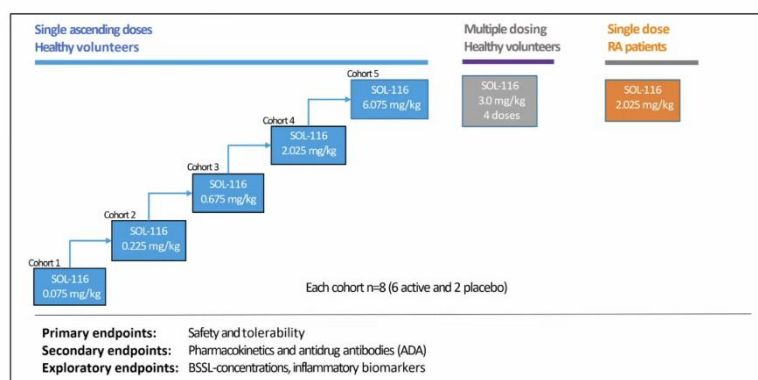 Single ascending doses
Healthy volunteers
Multiple dosing
Healthy volunteers
Single dose
RA patients
Cohort 5
SOL-116
6.075 mg/kg
SOL-116
3.0 mg/kg
4 doses
SOL-116
2.025 mg/kg
Cohort 4
SOL-116
2.025 mg/kg
Cohort 3
SOL-116
0.675 mg/kg
Cohort 2
SOL-116
0.225 mg/kg
Cohort 1
SOL-116
0.075 mg/kg
Each cohort n=8 (6 active and 2 placebo)
Primary endpoints: Safety and tolerability
Secondary endpoints: Pharmacokinetics and antidrug antibodies (ADA)
Exploratory endpoints: BSSL-concentrations, inflammatory biomarkers